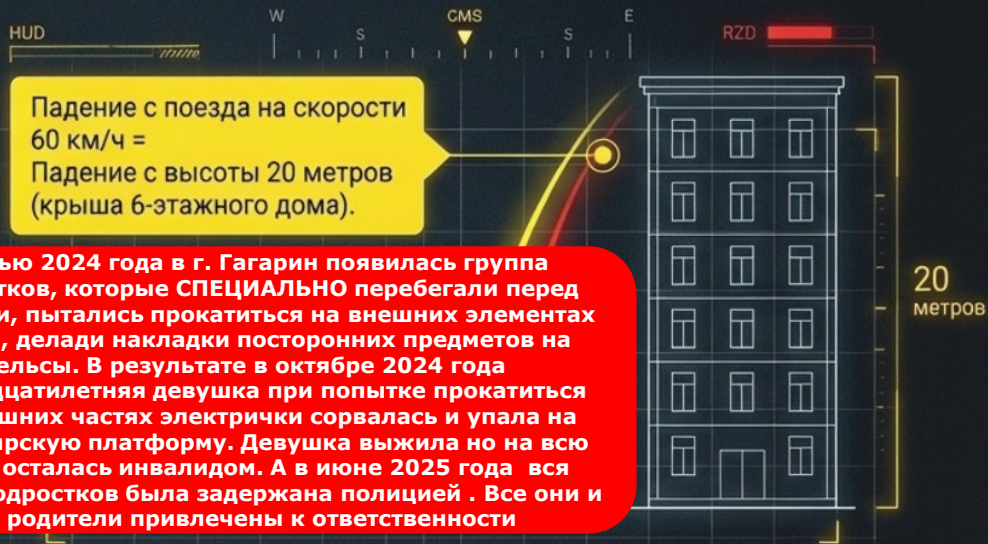 HUD
W
S
CMS
S
E
RZD
Падение с поезда на скорости
60 км/ч =
Падение с высоты 20 метров
(крыша 6-этажного дома).
2024 года в г. Гагарин появилась группа
которые СПЕЦИАЛЬНО перебегали перед
пытались прокатиться на внешних элементах
делади накладки посторонних предметов на
В результате в октябре 2024 года
девушка при попытке прокатиться
частях электрички сорвалась и упала на
платформу. Девушка выжила но на всю
осталась инвалидом. А в июне 2025 года вся
была задержана полицией . Все они и
родители привлечены к ответственности
20
метров